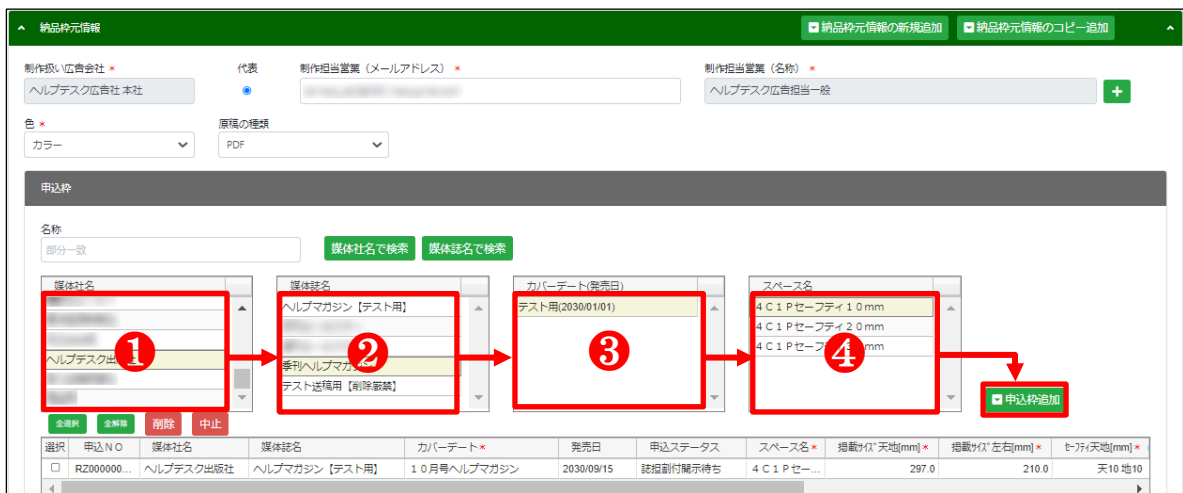 納品枠元情報 納品枠元情報の新規追加 納品枠元情報のコピー追加
制作扱い広告会社 * 代表 制作担当営業（メールアドレス） * 制作担当営業（名称） *
ヘルプデスク広告社 本社 ヘルプデスク広告担当一般 +
色 * 原稿の種類
カラー PDF
申込枠
名称
部分一致 媒体社名で検索 媒体誌名で検索
媒体社名 媒体誌名 カバーデート(発売日) スペース名
ヘルプマガジン【テスト用】 テスト用(2030/01/01) 4C1Pセーフティ10mm
4C1Pセーフティ20mm
❶ ❷ ❸ ❹
4C1Pセーフ mm
ヘルプデスク出 社 季刊ヘルプマガ
テスト送稿用【削除厳禁】
申込枠追加
全選択 全解除 削除 中止
選択 申込NO 媒体社名 媒体誌名 カバーデート* 発売日 申込ステータス スペース名* 掲載ｻｲｽﾞ天地[mm]* 掲載ｻｲｽﾞ左右[mm]* ｾｰﾌﾃｨ天地[mm]*
RZ000000... ヘルプデスク出版社 ヘルプマガジン【テスト用】 10月号ヘルプマガジン 2030/09/15 誌担割付開示待ち 4C1Pセー... 297.0 210.0 天10 地10